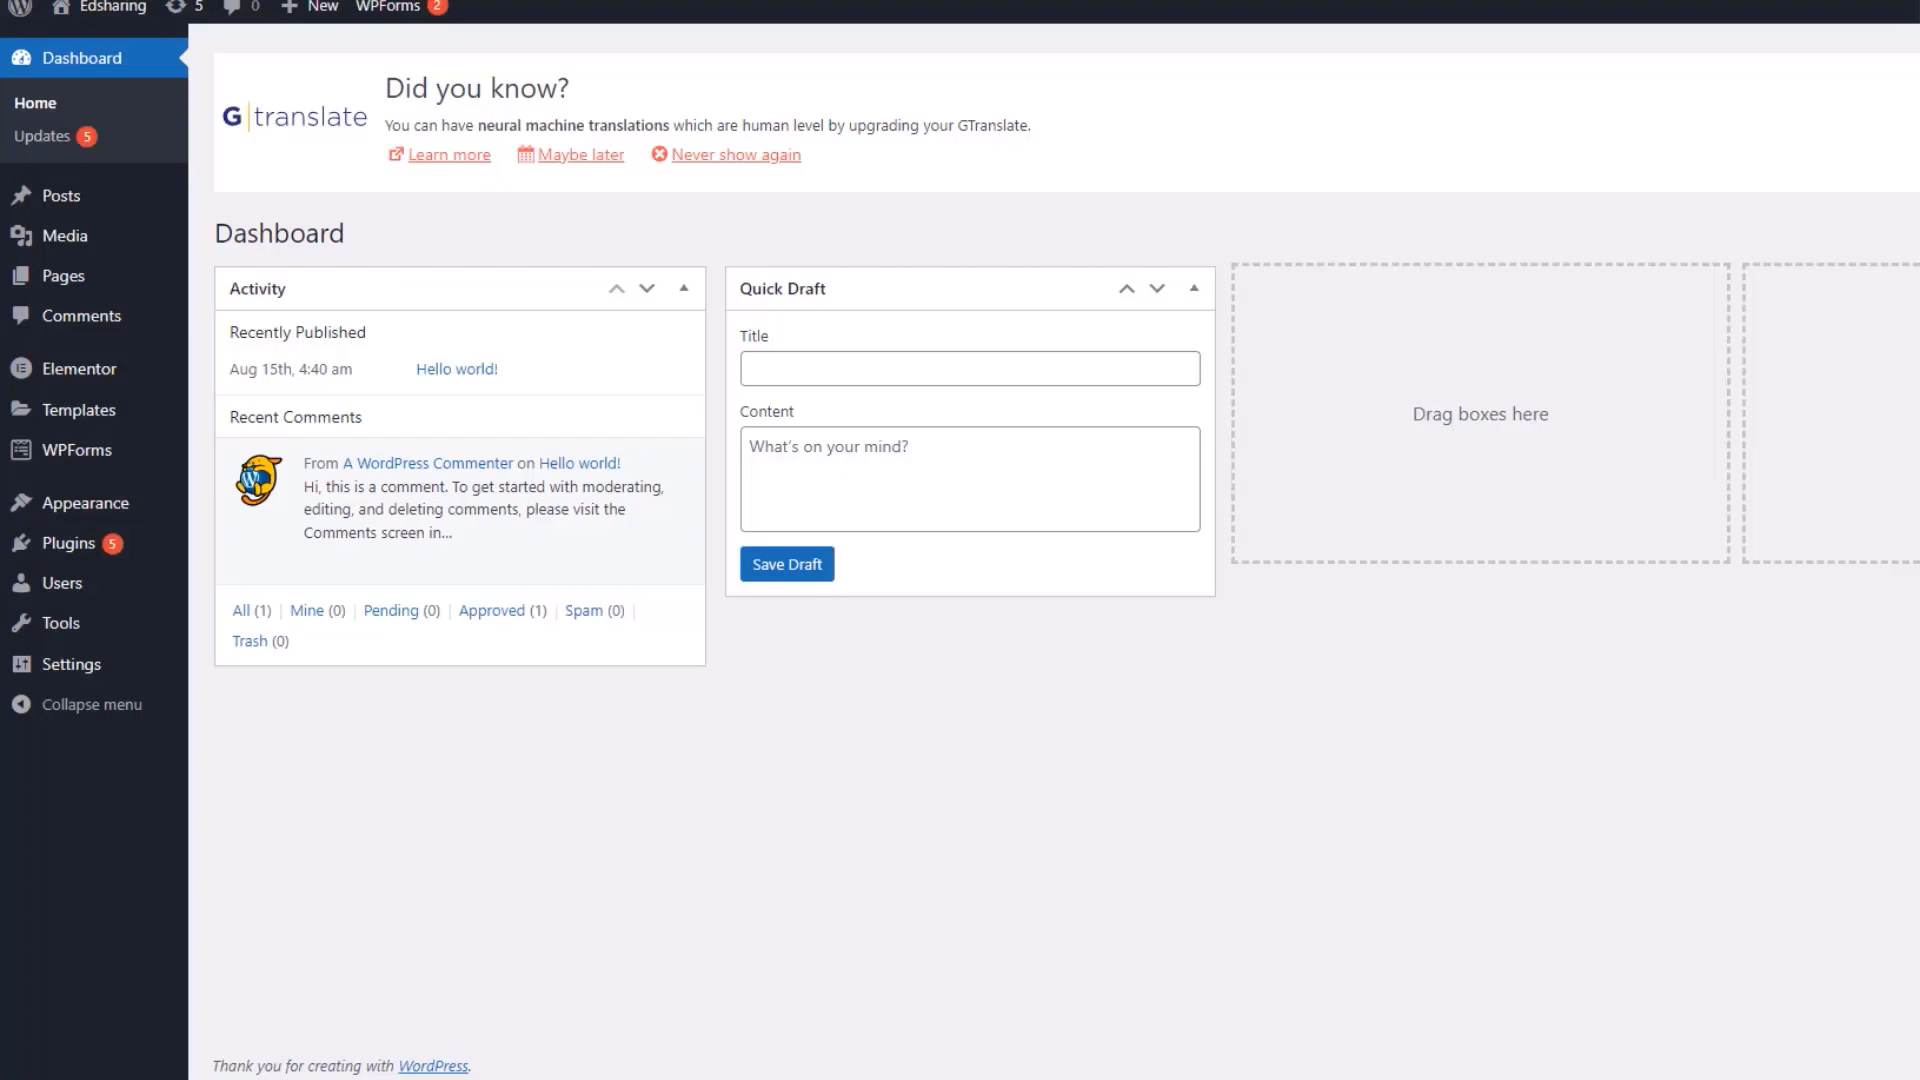 Edsharing 5 0 New WPForms 2
Dashboard
Home
Updates 5
Posts
Media
Pages
Comments
Elementor
Templates
WPForms
Appearance
Plugins 5
Users
Tools
Settings
Collapse menu
G translate
Did you know?
You can have neural machine translations which are human level by upgrading your GTranslate.
Learn more Maybe later Never show again
Dashboard
Activity
Recently Published
Aug 15th, 4:40 am Hello world!
Recent Comments
From A WordPress Commenter on Hello world!
Hi, this is a comment. To get started with moderating,
editing, and deleting comments, please visit the
Comments screen in…
All (1) | Mine (0) | Pending (0) | Approved (1) | Spam (0) |
Trash (0)
Quick Draft
Title
Content
What's on your mind?
Save Draft
Drag boxes here
Thank you for creating with WordPress.